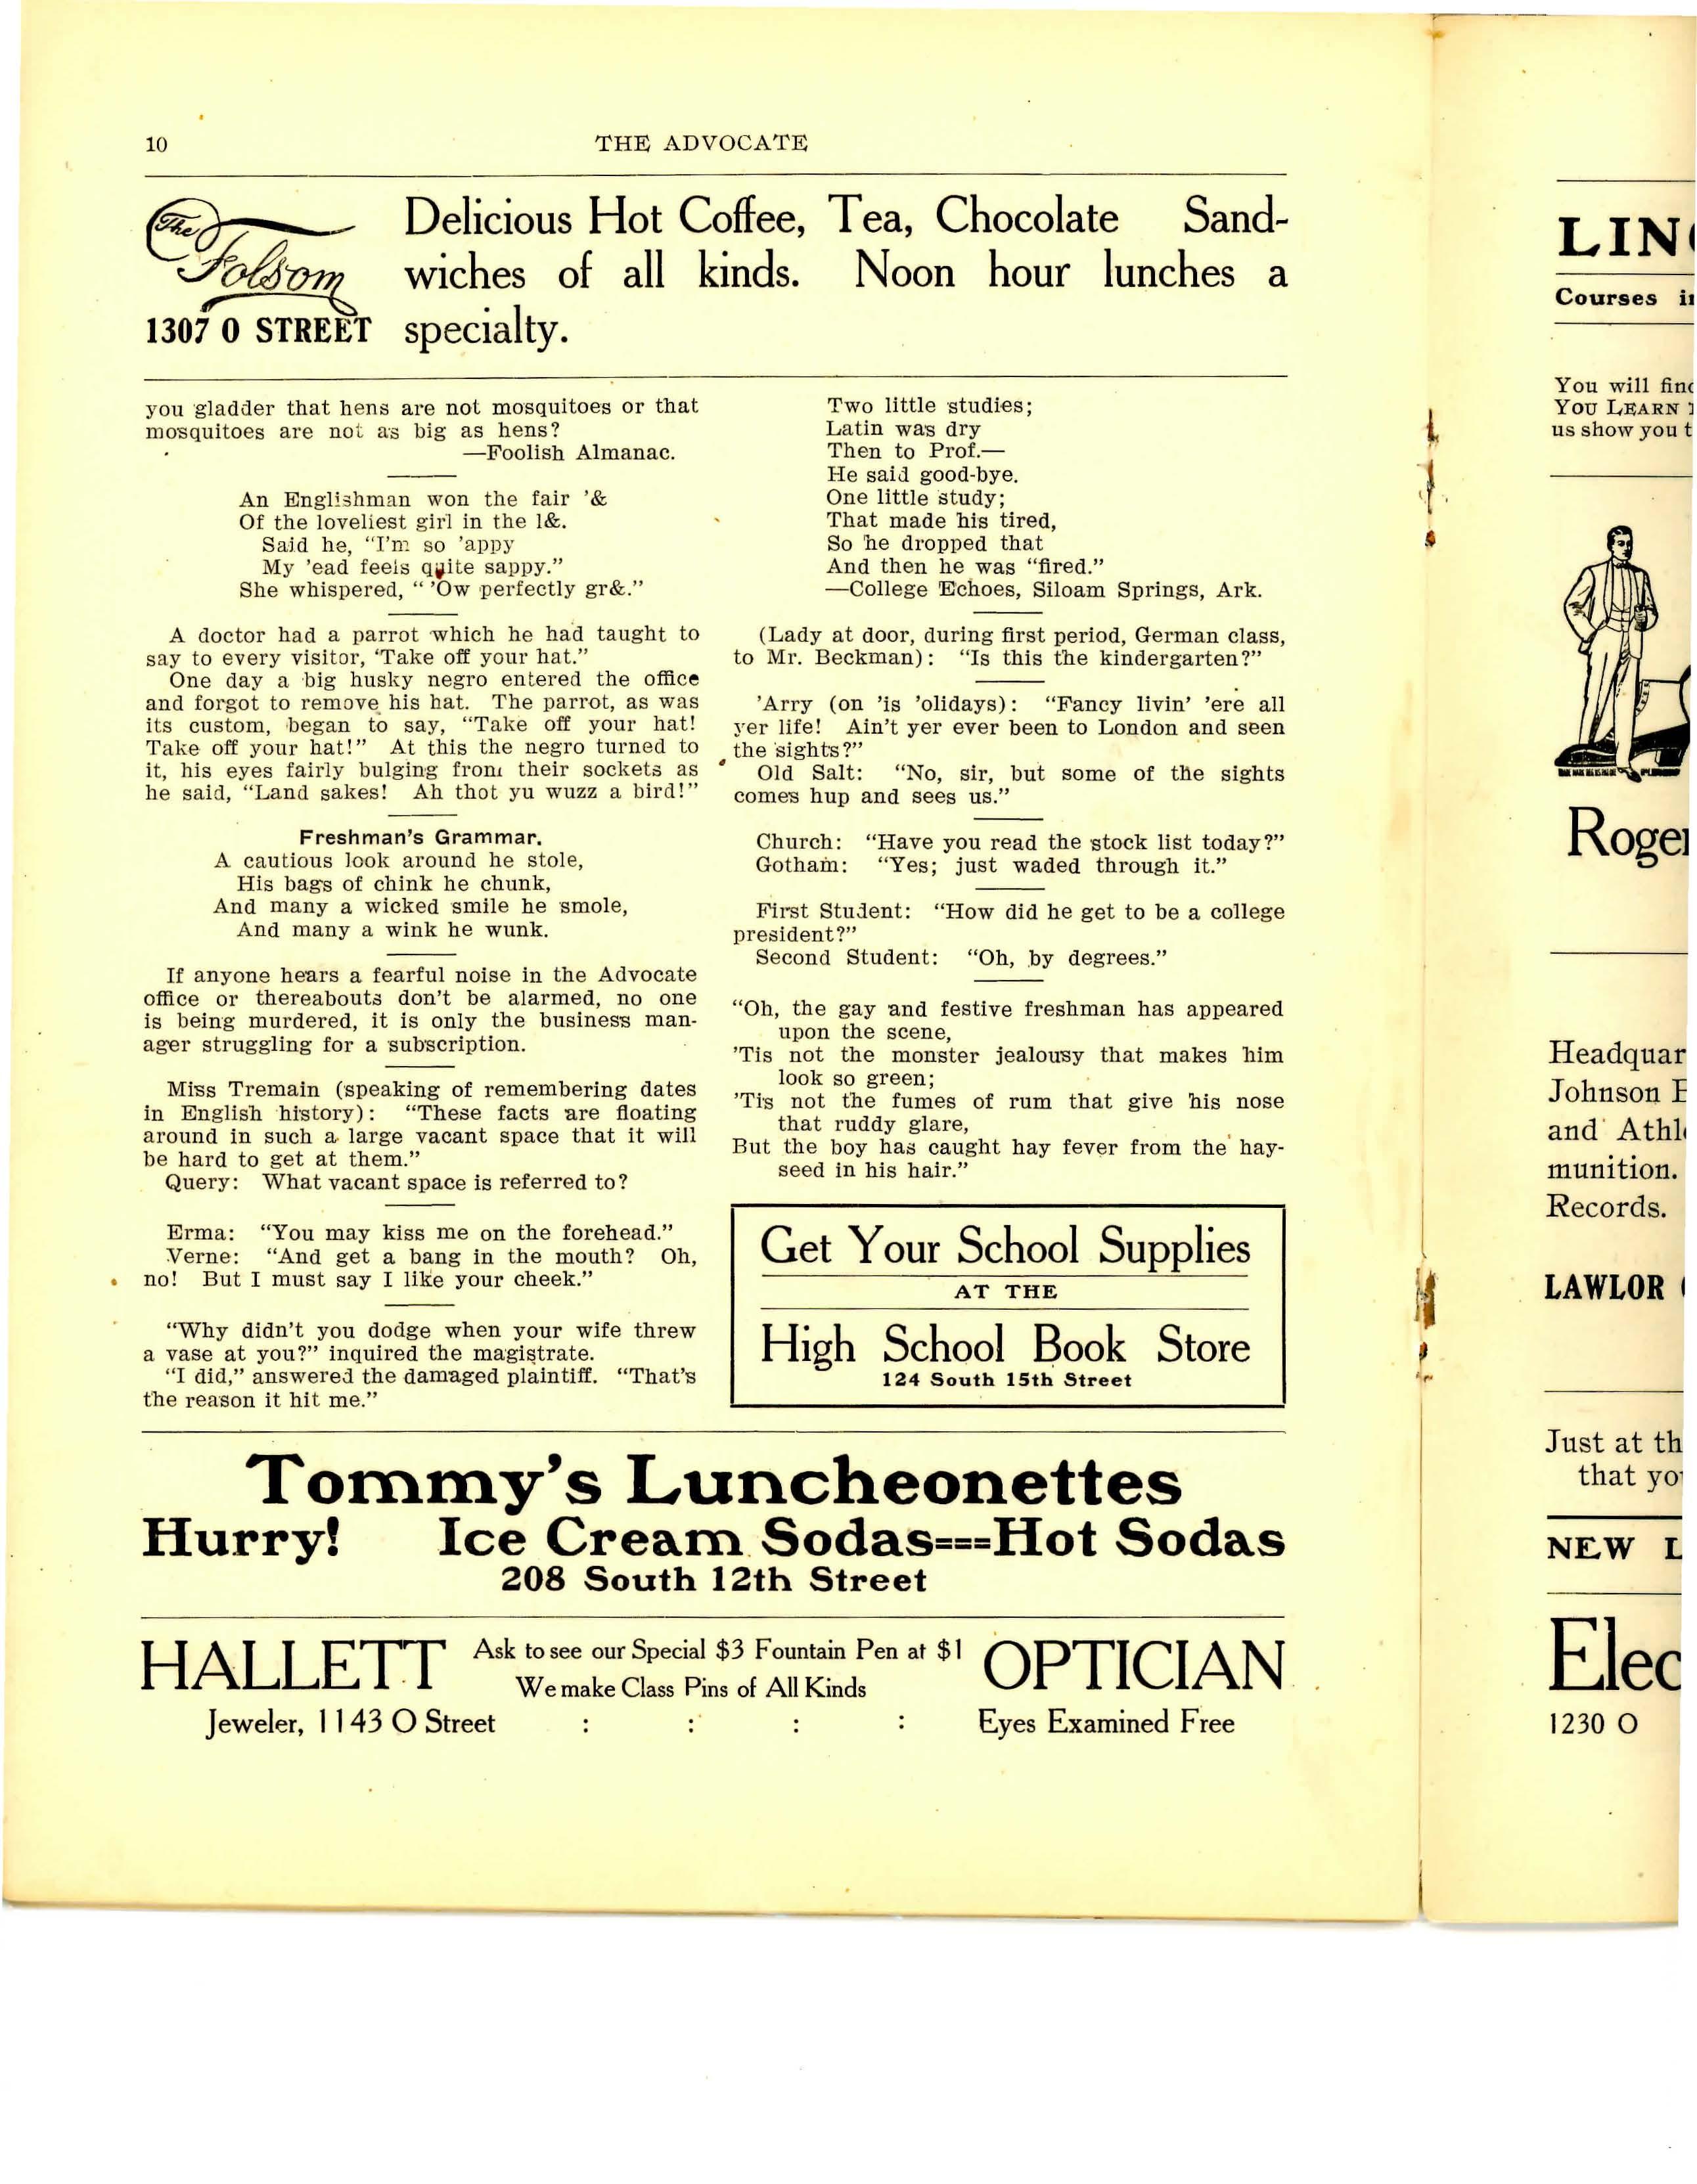 10
THE ADVOCATE
The Folsom
1307 O STREET
Delicious Hot Coffee, Tea, Chocolate Sand-
wiches of all kinds. Noon hour lunches a
specialty.
you gladder that hens are not mosquitoes or that
mosquitoes are not as big as hens?
—Foolish Almanac.
An Englishman won the fair '&
Of the loveliest girl in the l&.
Said he, "I'm so 'appy
My 'ead feels quite sappy."
She whispered, " 'Ow perfectly gr&."
A doctor had a parrot which he had taught to
say to every visitor, 'Take off your hat."
One day a big husky negro entered the office
and forgot to remove his hat. The parrot, as was
its custom, began to say, "Take off your hat!
Take off your hat!" At this the negro turned to
it, his eyes fairly bulging from their sockets as
he said, "Land sakes! Ah thot yu wuzz a bird!"
Freshman's Grammar.
A cautious look around he stole,
His bags of chink he chunk,
And many a wicked smile he smole,
And many a wink he wunk.
If anyone hears a fearful noise in the Advocate
office or thereabouts don't be alarmed, no one
is being murdered, it is only the business man-
ager struggling for a subscription.
Miss Tremain (speaking of remembering dates
in English history): "These facts are floating
around in such a large vacant space that it will
be hard to get at them."
Query: What vacant space is referred to?
Erma: "You may kiss me on the forehead."
Verne: "And get a bang in the mouth? Oh,
no! But I must say I like your cheek."
"Why didn't you dodge when your wife threw
a vase at you?" inquired the magistrate.
"I did," answered the damaged plaintiff. "That's
the reason it hit me."
Two little studies;
Latin was dry
Then to Prof.—
He said good-bye.
One little study;
That made his tired,
So he dropped that
And then he was "fired."
—College Echoes, Siloam Springs, Ark.
(Lady at door, during first period, German class,
to Mr. Beckman): "Is this the kindergarten?"
'Arry (on 'is 'olidays): "Fancy livin' 'ere all
yer life! Ain't yer ever been to London and seen
the sights?"
Old Salt: "No, sir, but some of the sights
comes hup and sees us."
Church: "Have you read the stock list today?"
Gotham: "Yes; just waded through it."
First Student: "How did he get to be a college
president?"
Second Student: "Oh, by degrees."
"Oh, the gay and festive freshman has appeared
upon the scene,
'Tis not the monster jealousy that makes him
look so green;
'Tis not the fumes of rum that give his nose
that ruddy glare,
But the boy has caught hay fever from the hay-
seed in his hair."
Get Your School Supplies
AT THE
High School Book Store
124 South 15th Street
Tommy's Luncheonettes
Hurry! Ice Cream Sodas===Hot Sodas
208 South 12th Street
HALLETT
Jeweler, 1143 O Street
Ask to see our Special $3 Fountain Pen at $1
We make Class Pins of All Kinds
: : : :
OPTICIAN
Eyes Examined Free
LIN
Courses
You will
YOU LEARN
us show you
Roge
Headquar
Johnson
and Athl
munition.
Records.
LAWLOR
Just at th
that yo
NEW L
Elec
1230 O